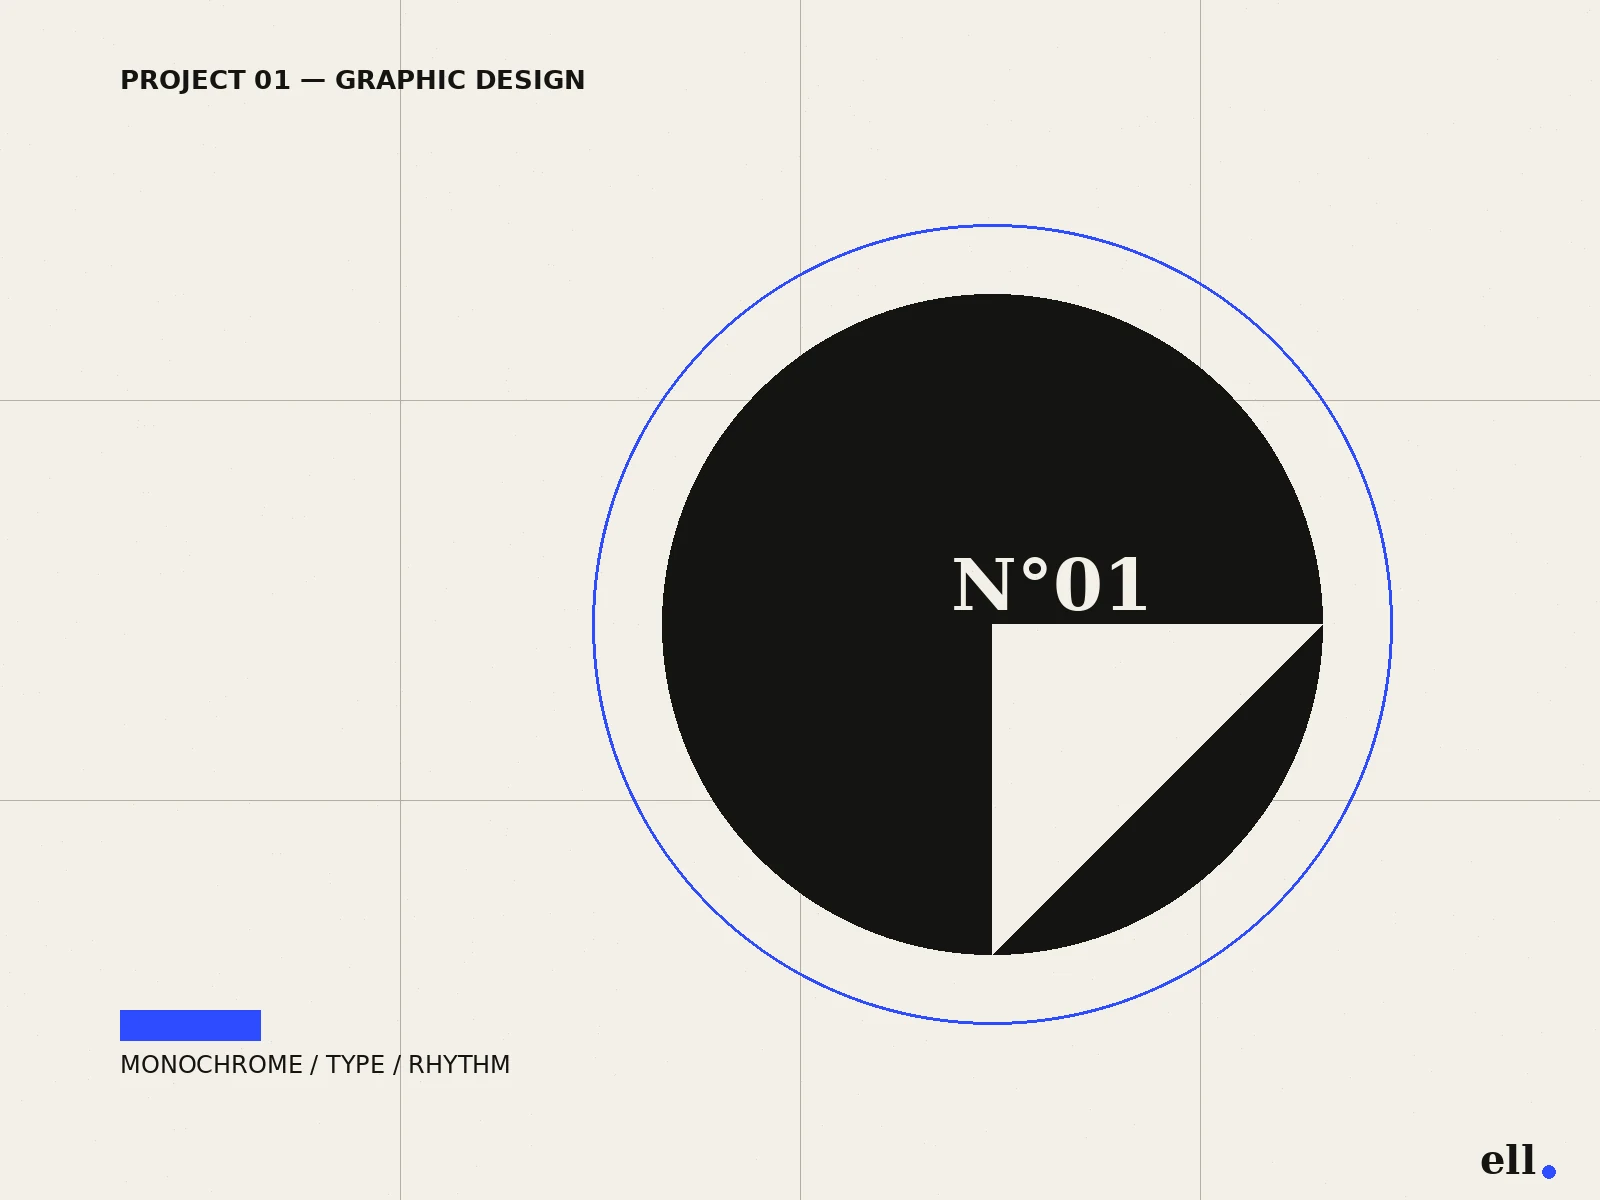 PROJECT 01 — GRAPHIC DESIGN
N°01
MONOCHROME / TYPE / RHYTHM
ell.